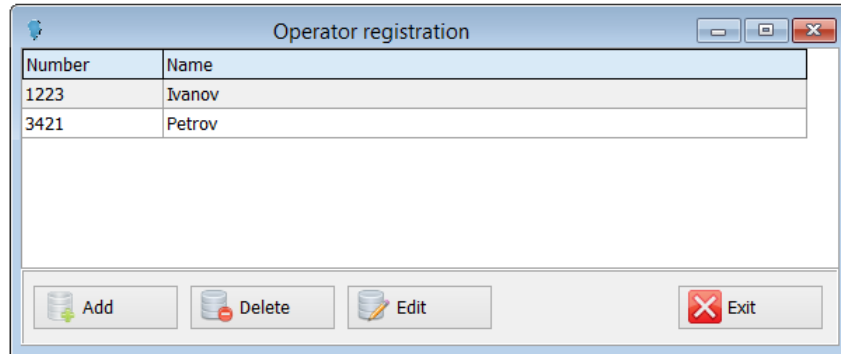 Operator registration
Number Name
1223 Ivanov
3421 Petrov
Add Delete Edit Exit